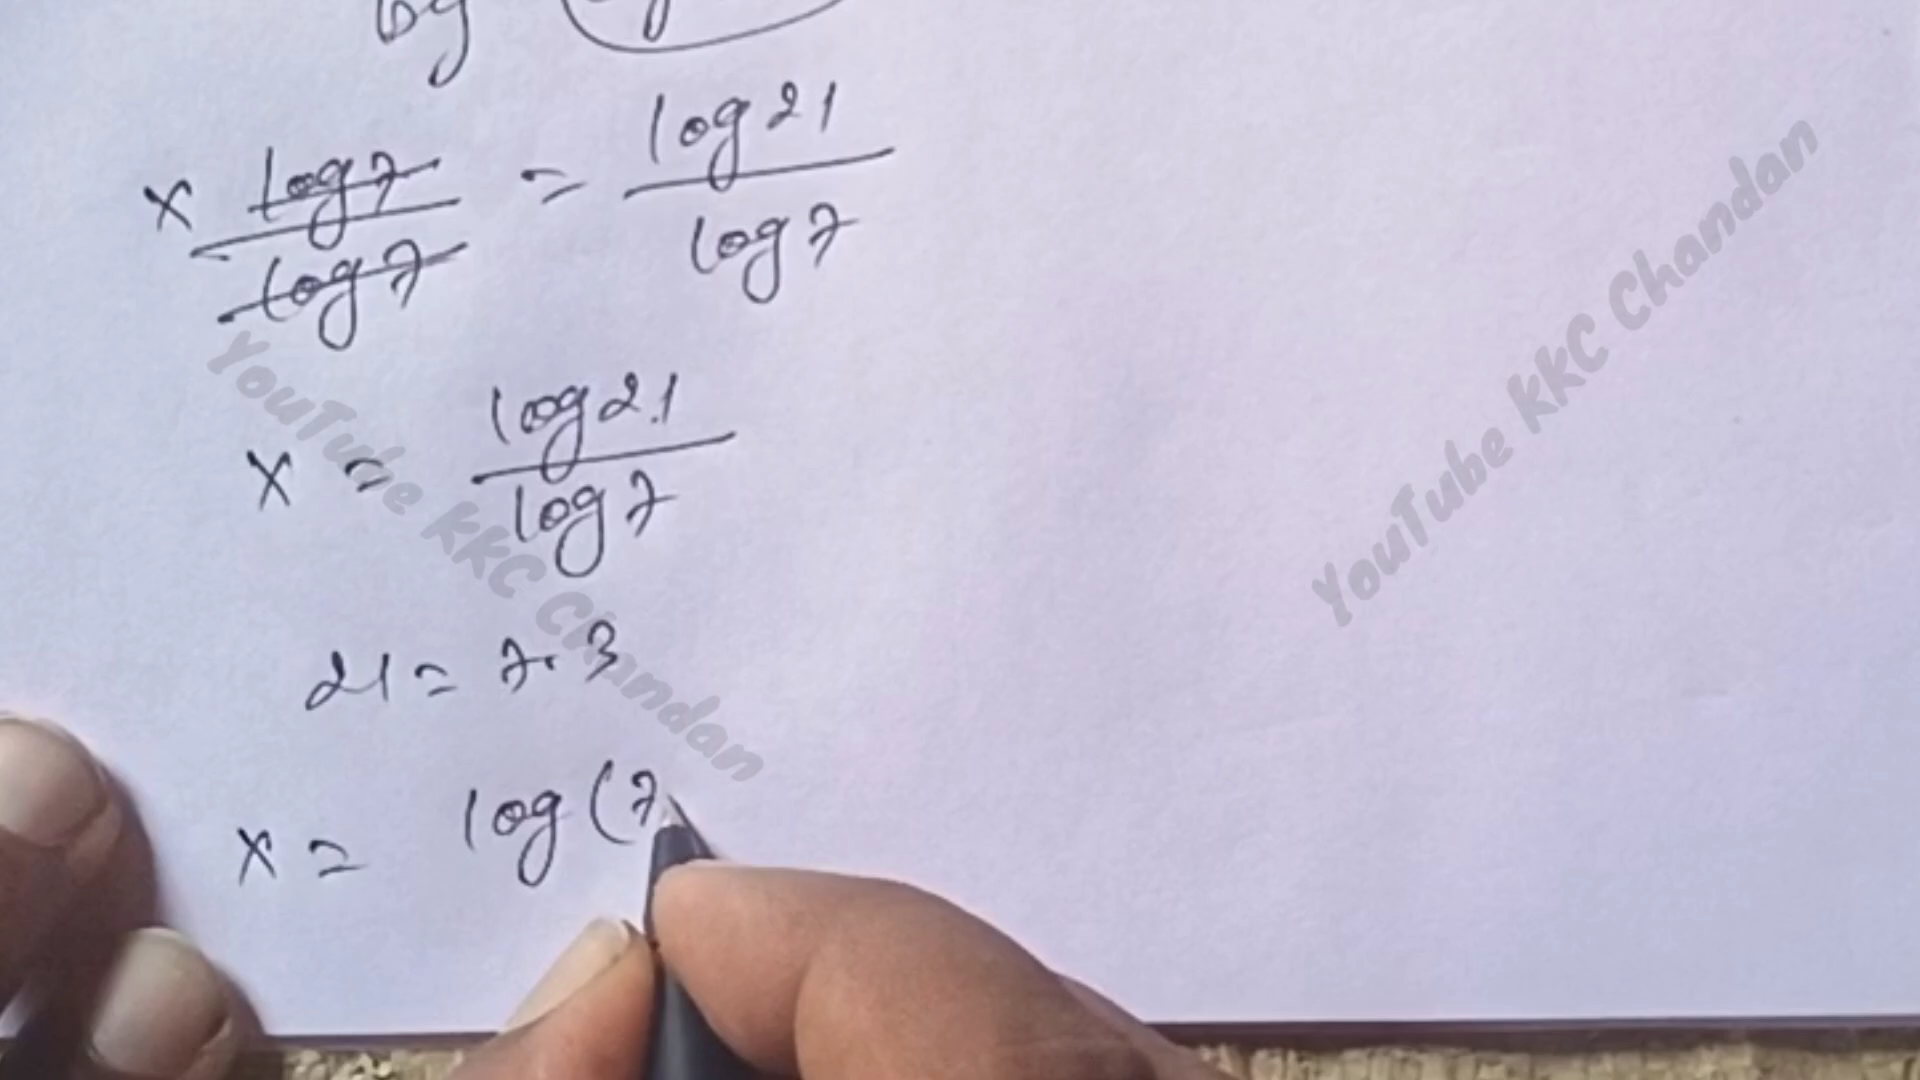 log
x log 7 / log 7 = log 21 / log 7
x = log 21 / log 7
21 = 7.3
x = log (7
YouTube KKC Chandan
YouTube KKC Chandan